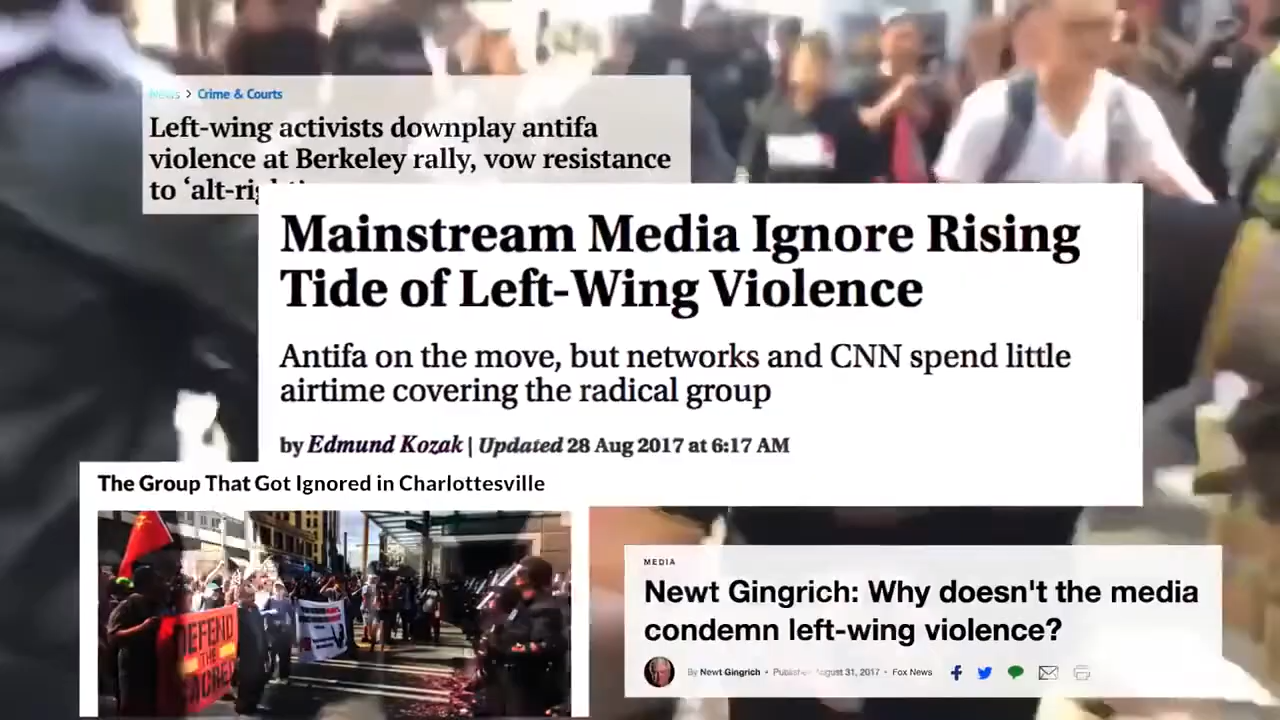 News > Crime & Courts
Left-wing activists downplay antifa
violence at Berkeley rally, vow resistance
to ‘alt-rig
Mainstream Media Ignore Rising
Tide of Left-Wing Violence
Antifa on the move, but networks and CNN spend little
airtime covering the radical group
by Edmund Kozak | Updated 28 Aug 2017 at 6:17 AM
The Group That Got Ignored in Charlottesville
DEFEND
THE
SACRED
MEDIA
Newt Gingrich: Why doesn't the media
condemn left-wing violence?
By Newt Gingrich • Published August 31, 2017 • Fox News